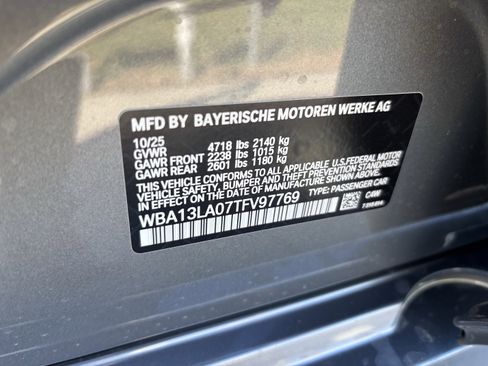 MFD BY BAYERISCHE MOTOREN WERKE AG
10/25
GVWR 4718 lbs 2140 kg
GAWR FRONT 2238 lbs 1015 kg
GAWR REAR 2601 lbs 1180 kg
THIS VEHICLE CONFORMS TO ALL APPLICABLE U.S. FEDERAL MOTOR
VEHICLE SAFETY, BUMPER AND THEFT PREVENTION STANDARDS
IN EFFECT ON THE DATE OF MANUFACTURE SHOWN ABOVE.
WBA13LA07TFV97769 TYPE: PASSENGER CAR
C4W